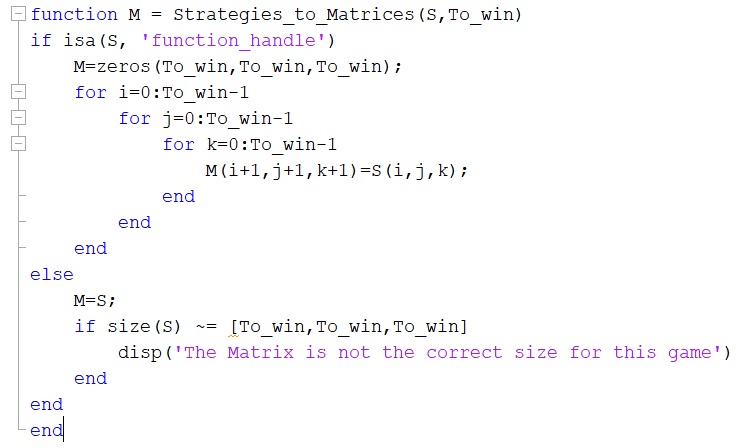 function M = Strategies_to_Matrices(S,To_win)
if isa(S, 'function_handle')
    M=zeros(To_win,To_win,To_win);
    for i=0:To_win-1
        for j=0:To_win-1
            for k=0:To_win-1
                M(i+1,j+1,k+1)=S(i,j,k);
            end
        end
    end
else
    M=S;
    if size(S) ~= [To_win,To_win,To_win]
        disp('The Matrix is not the correct size for this game')
    end
end
end